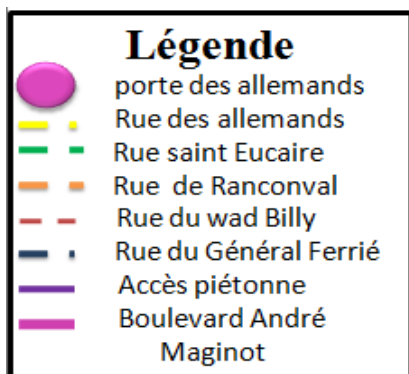 Légende
porte des allemands
Rue des allemands
Rue saint Eucaire
Rue de Ranconval
Rue du wad Billy
Rue du Général Ferrié
Accès piétonne
Boulevard André
Maginot